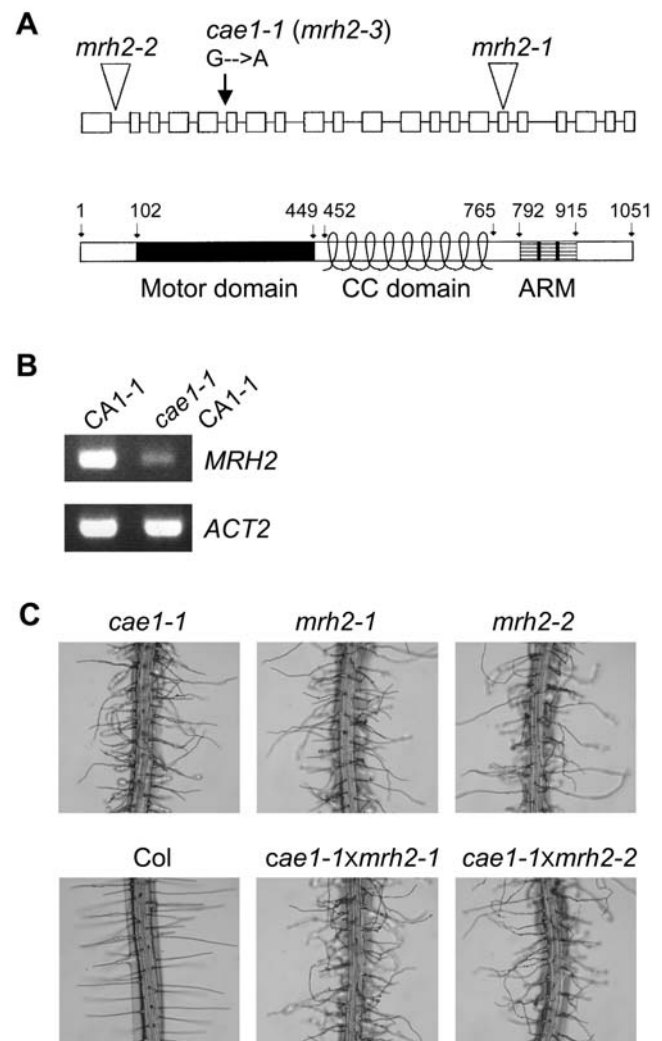 A
mrh2-2
cae1-1 (mrh2-3)
G-->A
mrh2-1
1 102 449 452 765 792 915 1051
Motor domain CC domain ARM
B
CA1-1
cae1-1
CA1-1
MRH2
ACT2
C
cae1-1 mrh2-1 mrh2-2
Col cae1-1xmrh2-1 cae1-1xmrh2-2